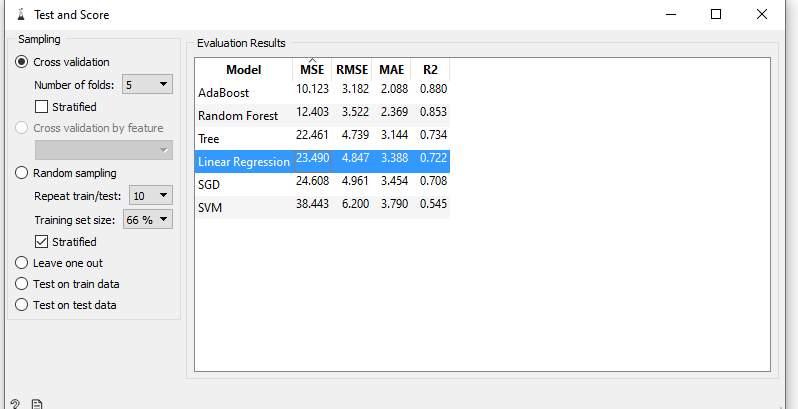 Test and Score
Sampling
Cross validation
Number of folds: 5
Stratified
Cross validation by feature
Random sampling
Repeat train/test: 10
Training set size: 66 %
Stratified
Leave one out
Test on train data
Test on test data
Evaluation Results
Model MSE RMSE MAE R2
AdaBoost 10.123 3.182 2.088 0.880
Random Forest 12.403 3.522 2.369 0.853
Tree 22.461 4.739 3.144 0.734
Linear Regression 23.490 4.847 3.388 0.722
SGD 24.608 4.961 3.454 0.708
SVM 38.443 6.200 3.790 0.545
?